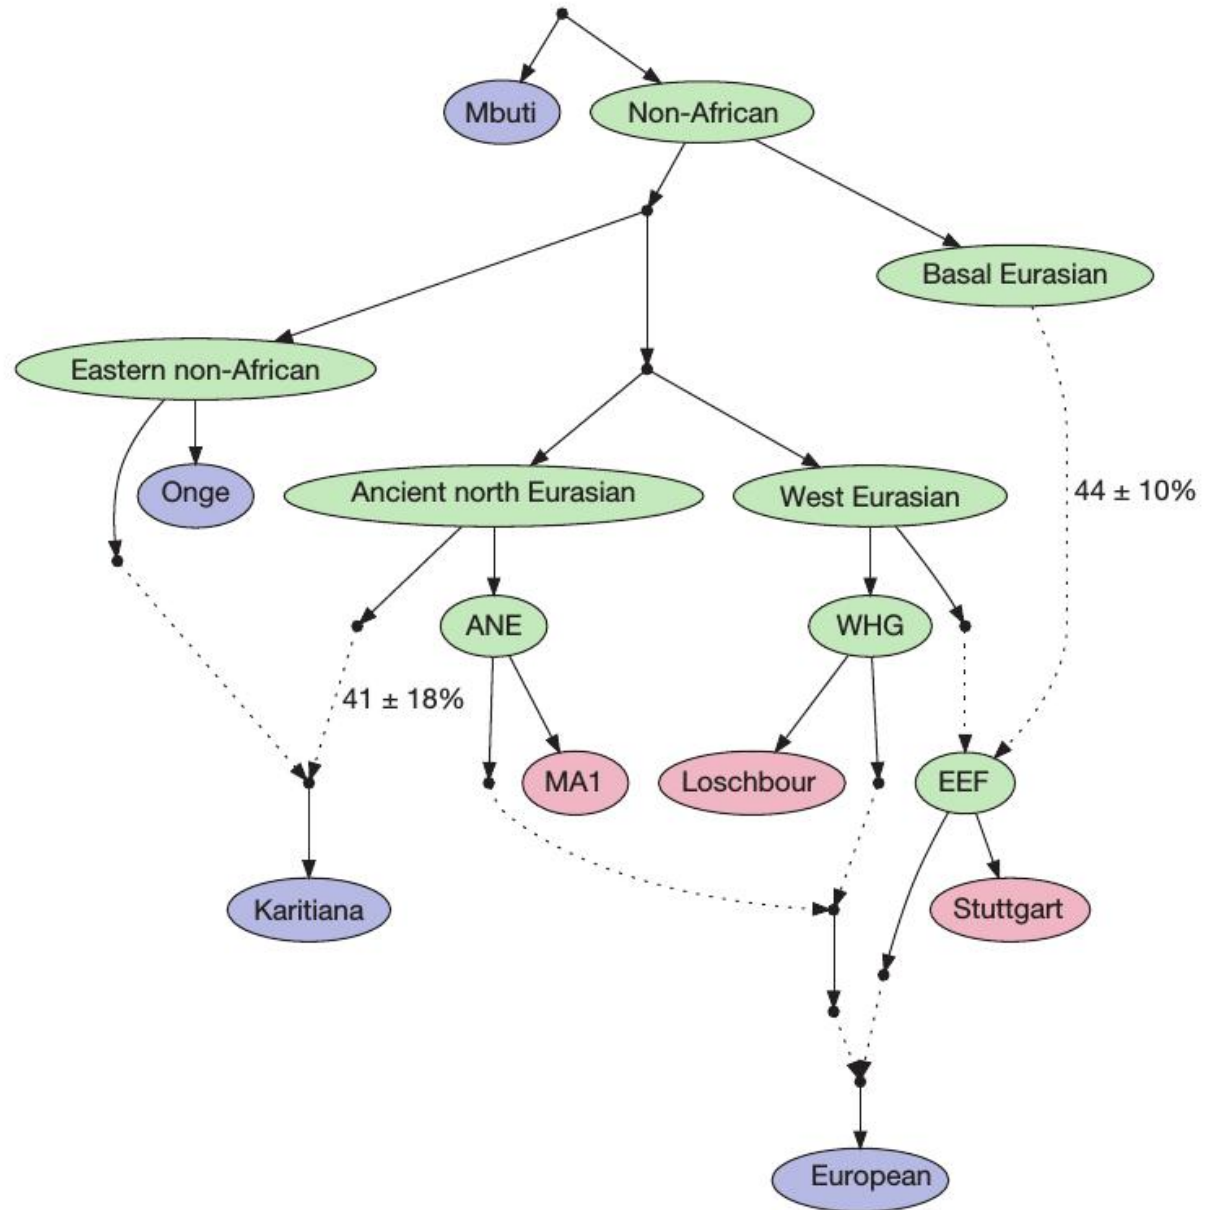 Mbuti
Non-African
Basal Eurasian
Eastern non-African
Onge
Ancient north Eurasian
West Eurasian
44 ± 10%
ANE
WHG
41 ± 18%
MA1
Loschbour
EEF
Karitiana
Stuttgart
European